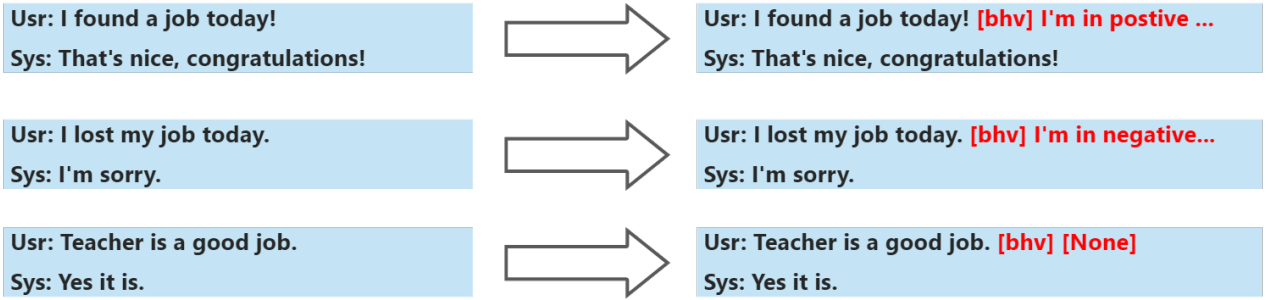 Usr: I found a job today!
Sys: That's nice, congratulations!
Usr: I found a job today! [bhv] I'm in postive ...
Sys: That's nice, congratulations!
Usr: I lost my job today.
Sys: I'm sorry.
Usr: I lost my job today. [bhv] I'm in negative...
Sys: I'm sorry.
Usr: Teacher is a good job.
Sys: Yes it is.
Usr: Teacher is a good job. [bhv] [None]
Sys: Yes it is.